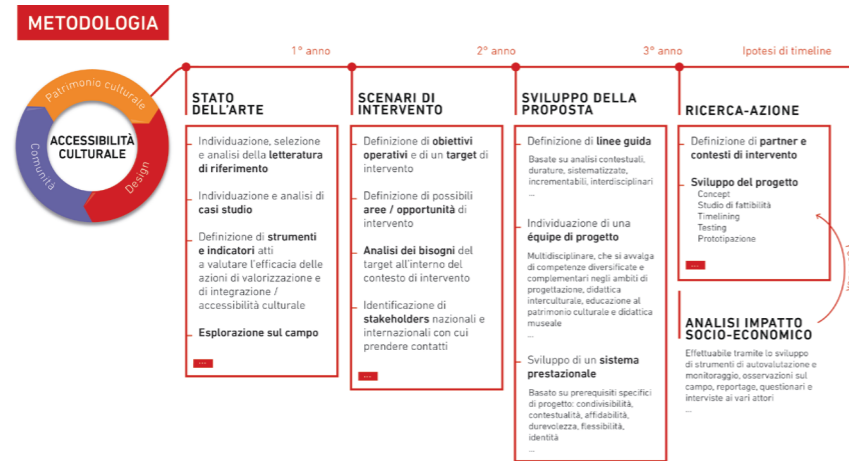 METODOLOGIA
1° anno
2° anno
3° anno
Ipotesi di timeline
Patrimonio culturale
Design
Comunità
ACCESSIBILITÀ
CULTURALE
STATO
DELL'ARTE
Individuazione, selezione
e analisi della letteratura
di riferimento
Individuazione e analisi di
casi studio
Definizione di strumenti
e indicatori atti
a valutare l'efficacia delle
azioni di valorizzazione e
di integrazione /
accessibilità culturale
Esplorazione sul campo
...
SCENARI DI
INTERVENTO
Definizione di obiettivi
operativi e di un target di
intervento
Definizione di possibili
aree / opportunità di
intervento
Analisi dei bisogni del
target all'interno del
contesto di intervento
Identificazione di
stakeholders nazionali e
internazionali con cui
prendere contatti
...
SVILUPPO DELLA
PROPOSTA
Definizione di linee guida
Basate su analisi contestuali,
durature, sistematizzate,
incrementabili, interdisciplinari
...
Individuazione di una
équipe di progetto
Multidisciplinare, che si avvalga
di competenze diversificate e
complementari negli ambiti di
progettazione, didattica
interculturale, educazione al
patrimonio culturale e didattica
museale
...
Sviluppo di un sistema
prestazionale
Basato su prerequisiti specifici
di progetto: condivisibilità,
contestualità, affidabilità,
durevolezza, flessibilità,
identità
...
RICERCA-AZIONE
Definizione di partner e
contesti di intervento
Sviluppo del progetto
Concept
Studio di fattibilità
Timelining
Testing
Prototipazione
...
ANALISI IMPATTO
SOCIO-ECONOMICO
Effettuabile tramite lo sviluppo
di strumenti di autovalutazione e
monitoraggio, osservazioni sul
campo, reportage, questionari e
interviste ai vari attori
...